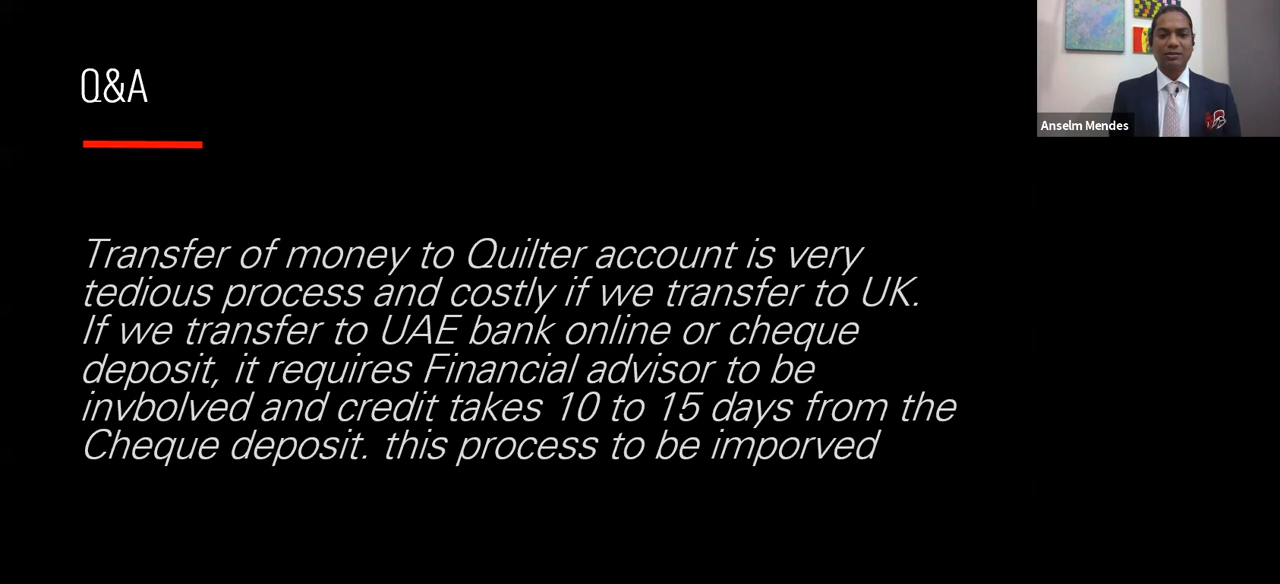 Q&A
Transfer of money to Quilter account is very
tedious process and costly if we transfer to UK.
If we transfer to UAE bank online or cheque
deposit, it requires Financial advisor to be
invbolved and credit takes 10 to 15 days from the
Cheque deposit. this process to be imporved
Anselm Mendes